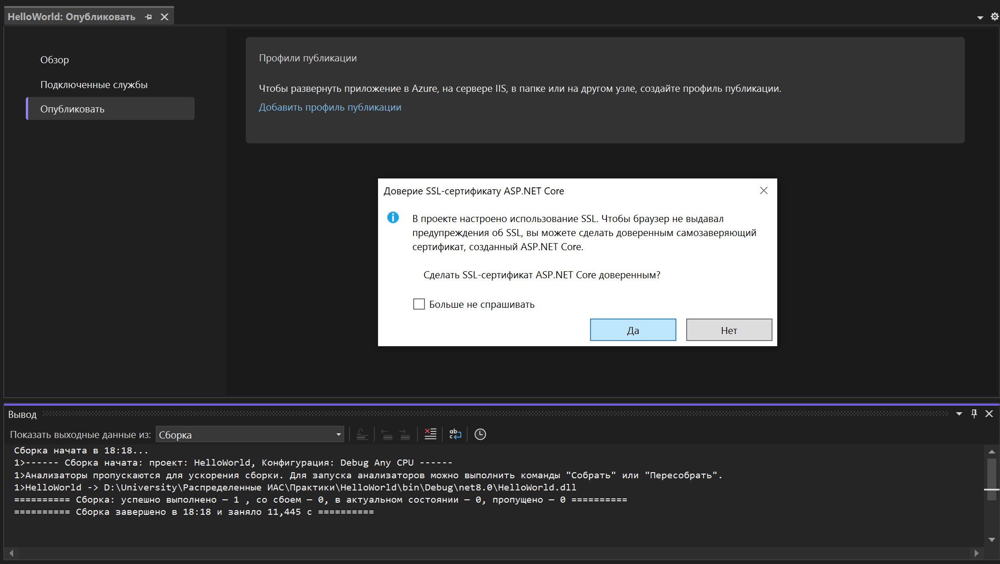 HelloWorld: Опубликовать
Обзор
Подключенные службы
Опубликовать
Профили публикации
Чтобы развернуть приложение в Azure, на сервере IIS, в папке или на другом узле, создайте профиль публикации.
Добавить профиль публикации
Доверие SSL-сертификату ASP.NET Core
В проекте настроено использование SSL. Чтобы браузер не выдавал
предупреждения об SSL, вы можете сделать доверенным самозаверяющий
сертификат, созданный ASP.NET Core.
Сделать SSL-сертификат ASP.NET Core доверенным?
Больше не спрашивать
Да
Нет
Вывод
Показать выходные данные из: Сборка
Сборка начата в 18:18...
1>------ Сборка начата: проект: HelloWorld, Конфигурация: Debug Any CPU ------
1>Анализаторы пропускаются для ускорения сборки. Для запуска анализаторов можно выполнить команды "Собрать" или "Пересобрать".
1>HelloWorld -> D:\University\Распределенные ИАС\Практики\HelloWorld\bin\Debug\net8.0\HelloWorld.dll
========== Сборка: успешно выполнено — 1 , со сбоем — 0, в актуальном состоянии — 0, пропущено — 0 ==========
========== Сборка завершено в 18:18 и заняло 11,445 с ==========